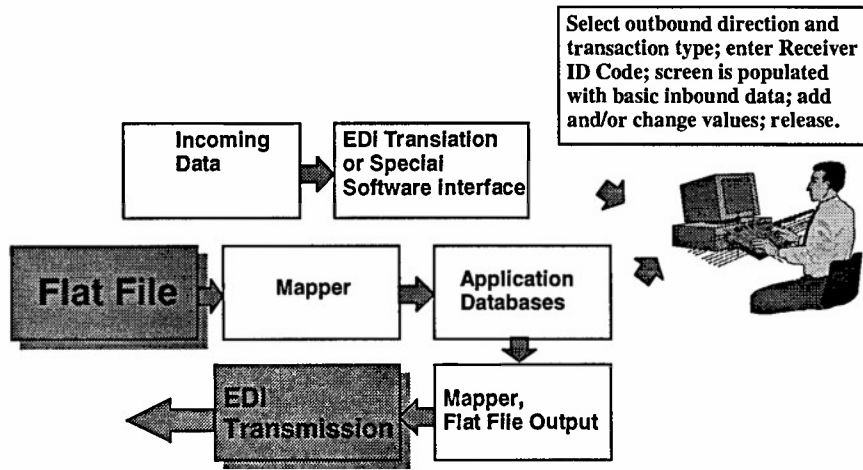 Select outbound direction and
transaction type; enter Receiver
ID Code; screen is populated
with basic inbound data; add
and/or change values; release.
Incoming
Data
EDI Translation
or Special
Software Interface
Flat File
Mapper
Application
Databases
EDI
Transmission
Mapper,
Flat File Output